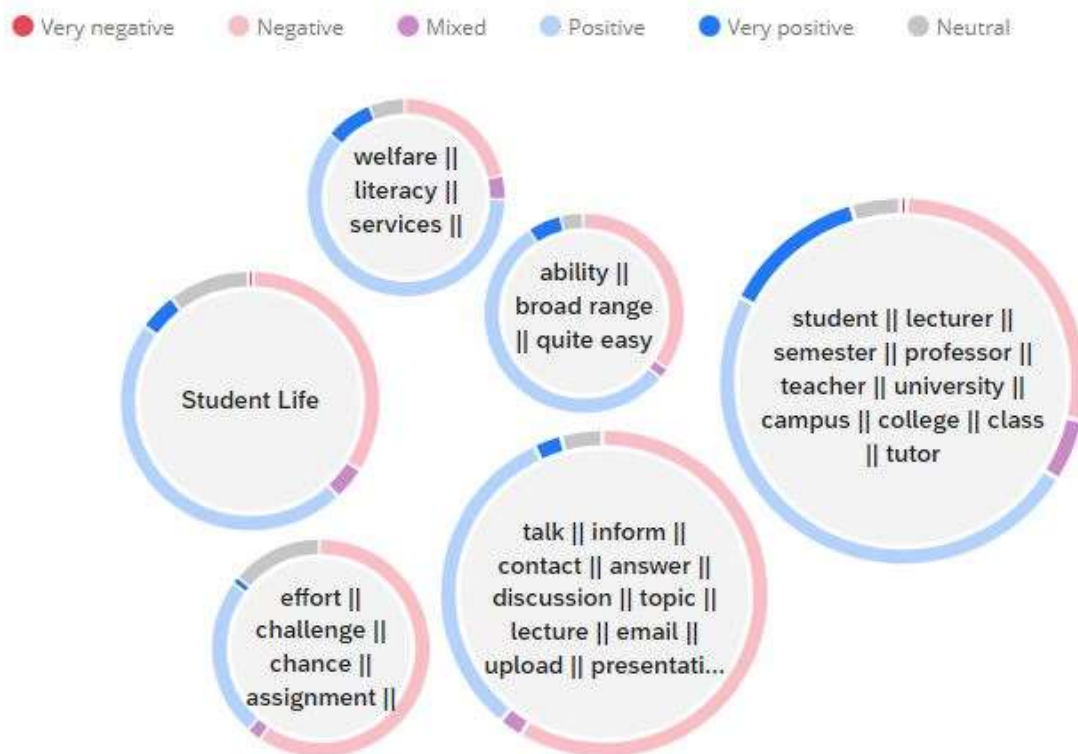 Very negative
Negative
Mixed
Positive
Very positive
Neutral
welfare ||
literacy ||
services ||
ability ||
broad range
|| quite easy
student || lecturer ||
semester || professor ||
teacher || university ||
campus || college || class
|| tutor
Student Life
talk || inform ||
contact || answer ||
discussion || topic ||
lecture || email ||
upload || presentati...
effort ||
challenge ||
chance ||
assignment ||